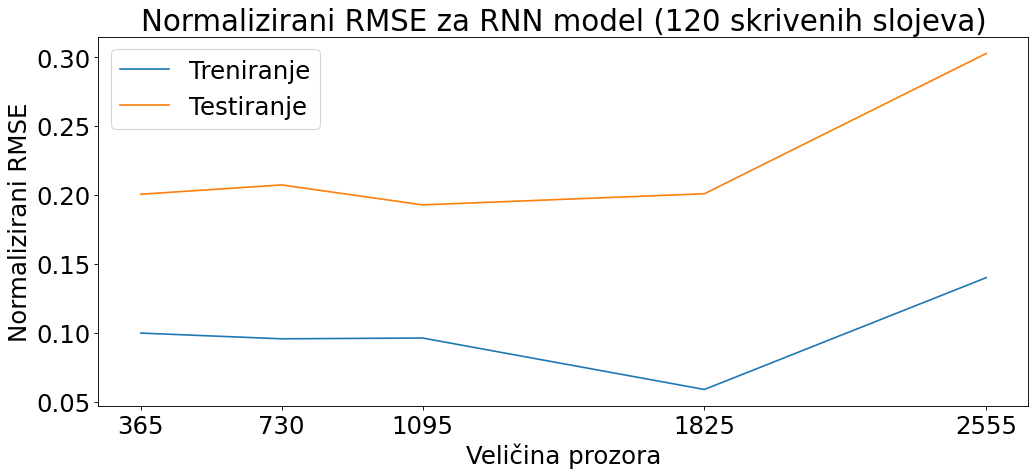 Normalizirani RMSE za RNN model (120 skrivenih slojeva)
Normalizirani RMSE
0.30
0.25
0.20
0.15
0.10
0.05
Treniranje
Testiranje
365 730 1095 1825 2555
Veličina prozora